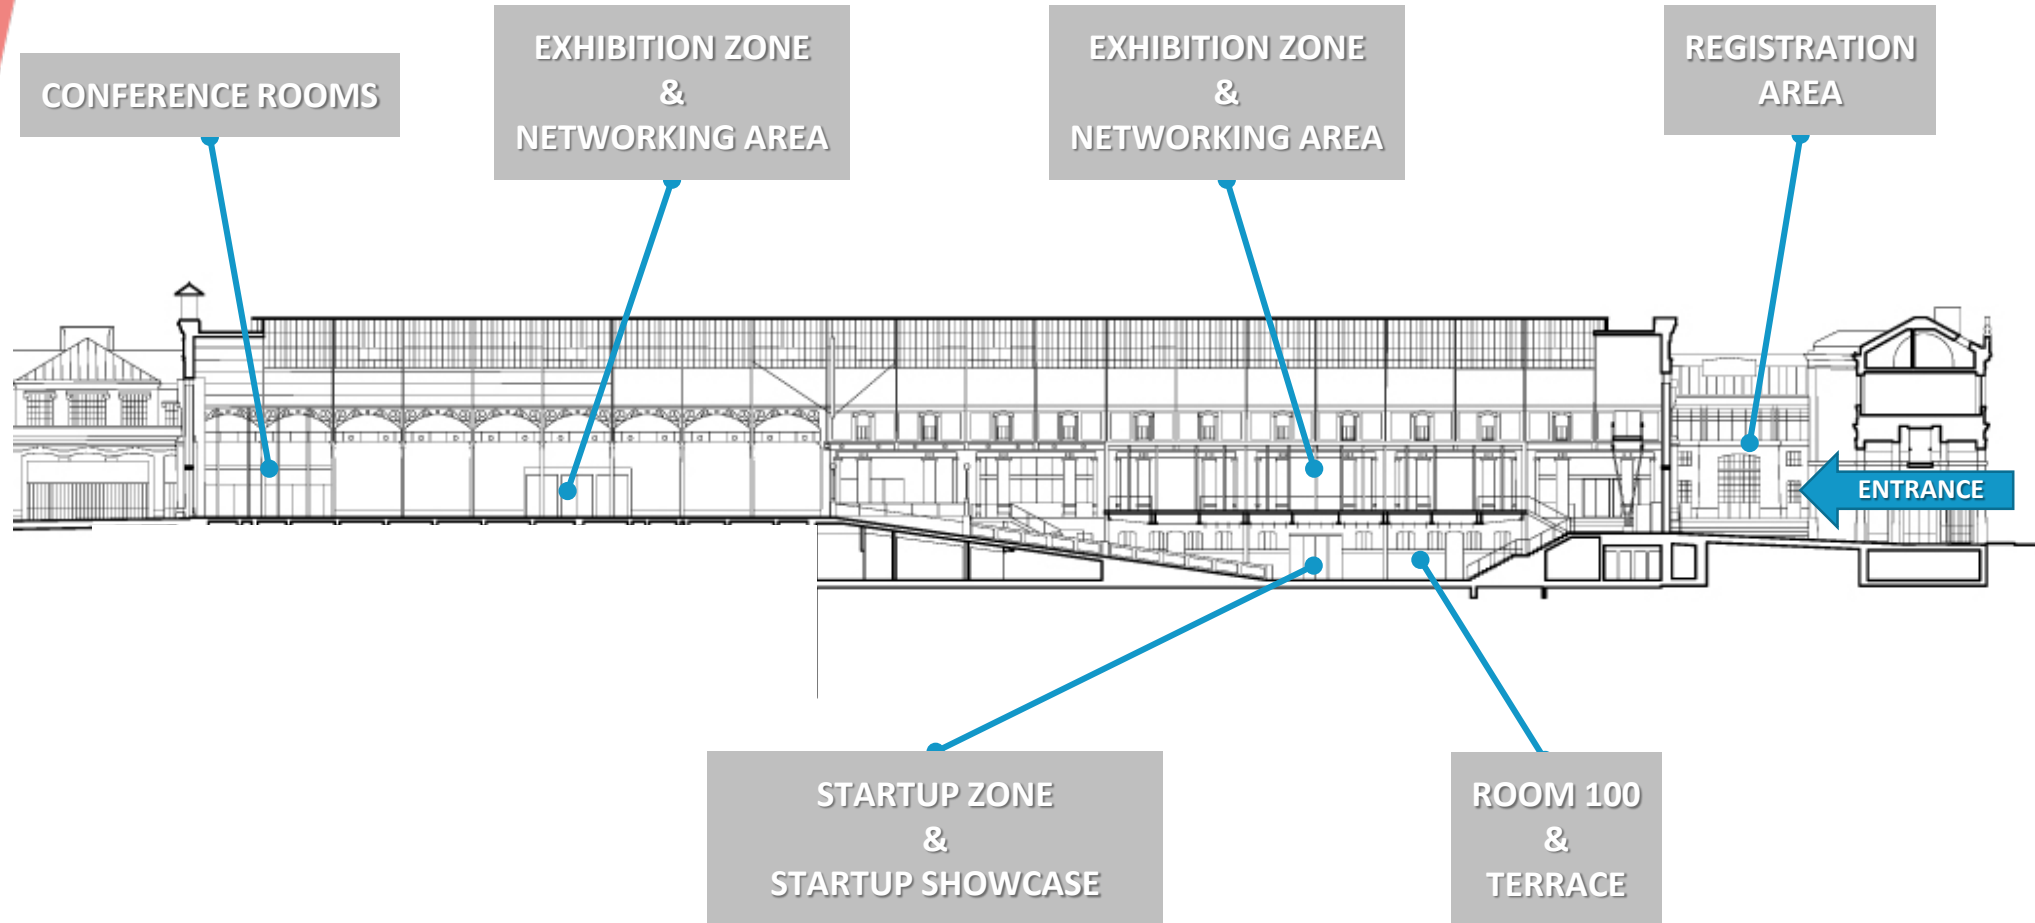 CONFERENCE ROOMS
EXHIBITION ZONE
&
NETWORKING AREA
EXHIBITION ZONE
&
NETWORKING AREA
REGISTRATION
AREA
ENTRANCE
STARTUP ZONE
&
STARTUP SHOWCASE
ROOM 100
&
TERRACE